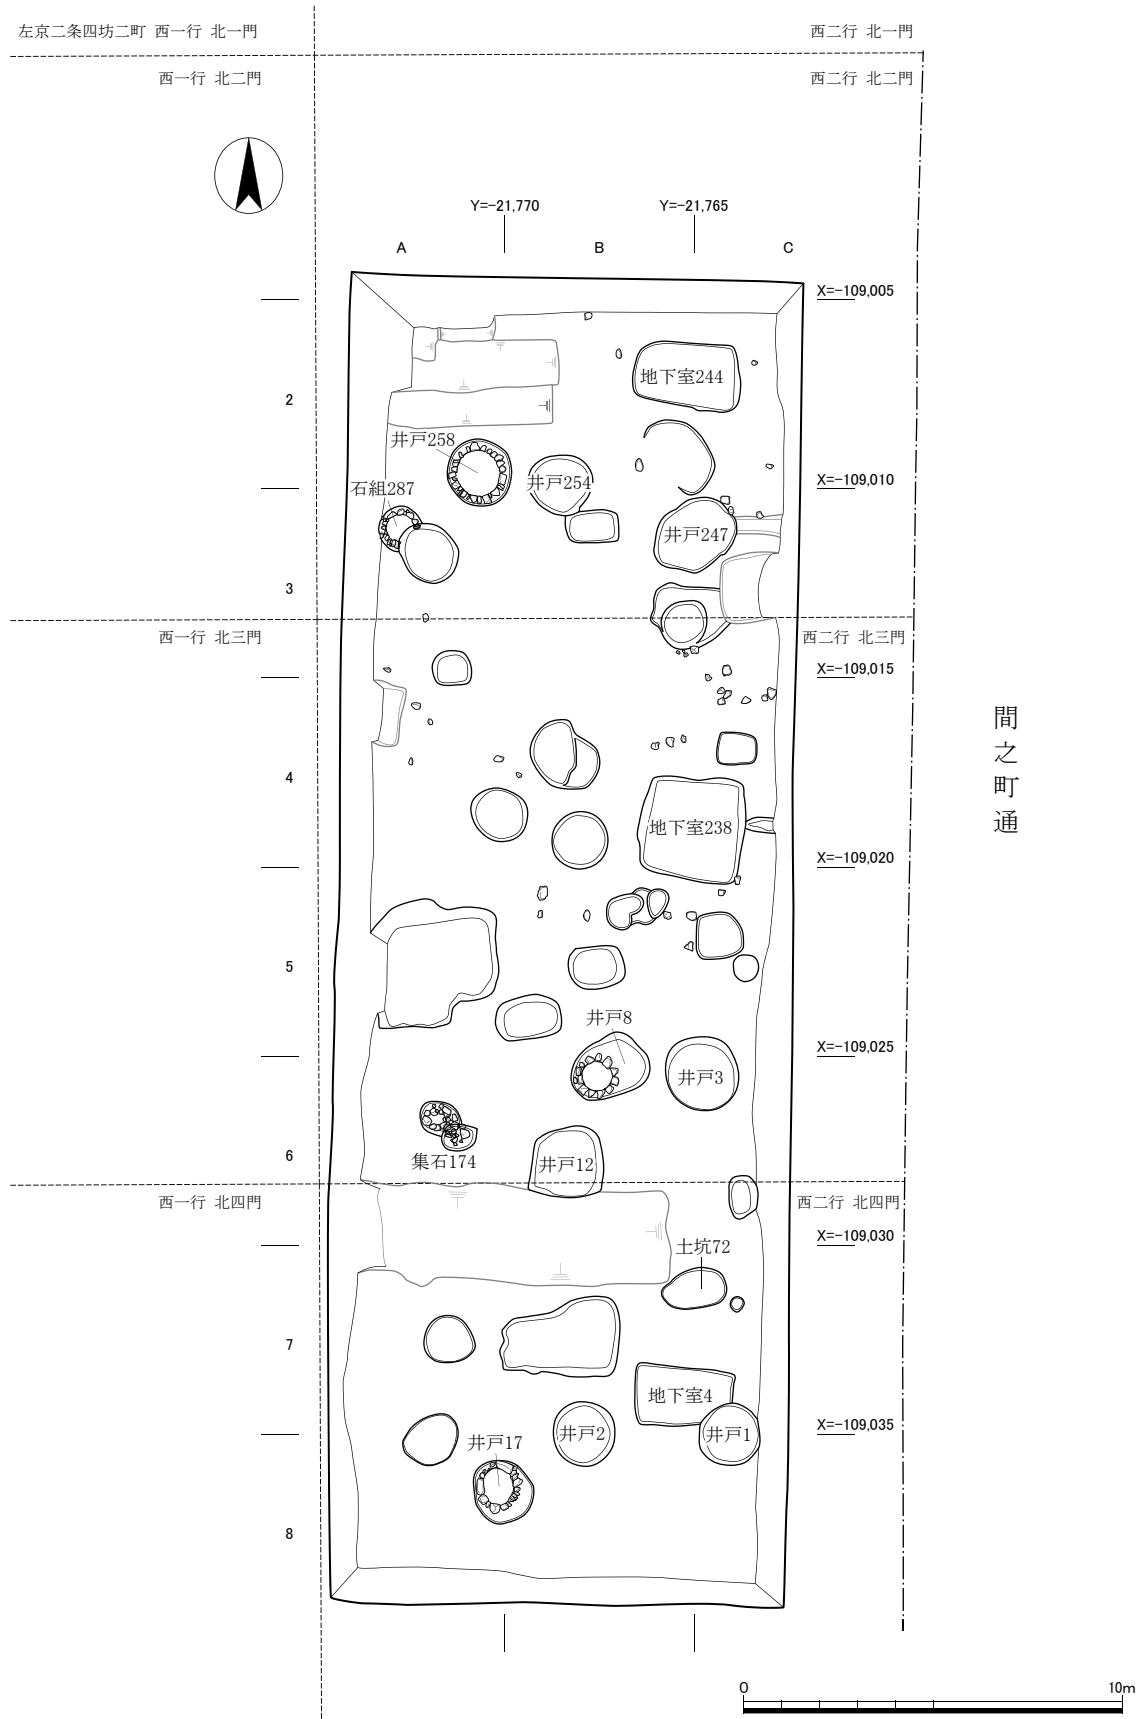 左京二条四坊二町 西一行 北一門
西二行 北一門
西一行 北二門
西二行 北二門
Y=-21,770
Y=-21,765
A
B
C
X=-109,005
地下室244
2
井戸258
X=-109,010
井戸254
石組287
井戸247
3
西一行 北三門
西二行 北三門
X=-109,015
間之町通
4
地下室238
X=-109,020
5
井戸8
X=-109,025
井戸3
6
集石174
井戸12
西一行 北四門
西二行 北四門
X=-109,030
土坑72
7
地下室4
X=-109,035
井戸2
井戸1
井戸17
8
0
10m